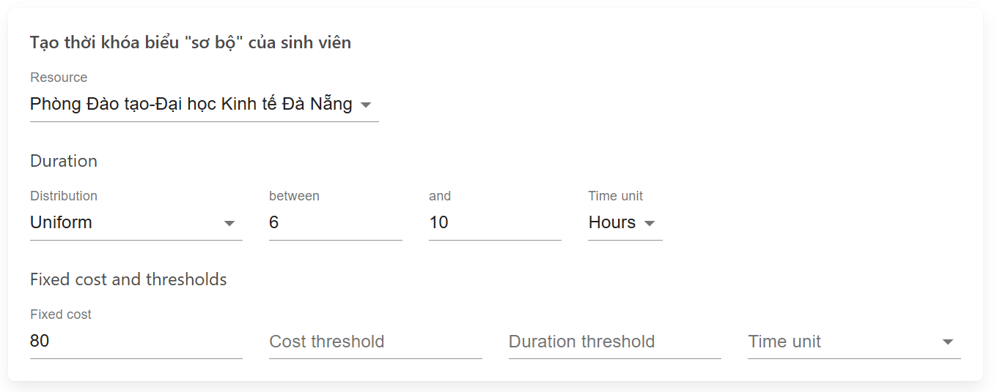 Tạo thời khóa biểu "sơ bộ" của sinh viên
Resource
Phòng Đào tạo-Đại học Kinh tế Đà Nẵng
Duration
Distribution between and Time unit
Uniform 6 10 Hours
Fixed cost and thresholds
Fixed cost
80 Cost threshold Duration threshold Time unit